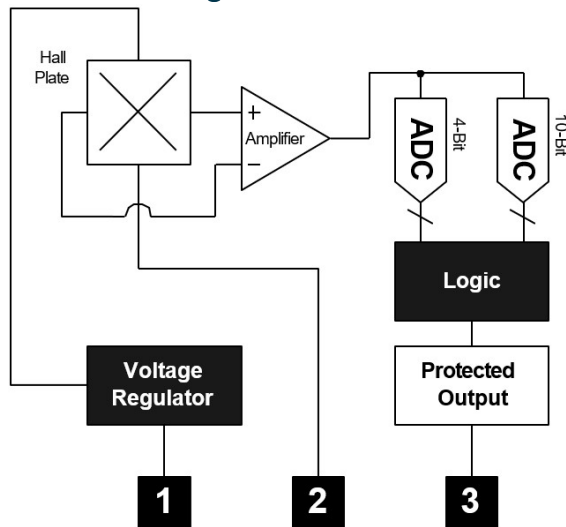 Hall
Plate
+
Amplifier
−
ADC
4-Bit
ADC
10-Bit
Logic
Voltage
Regulator
Protected
Output
1
2
3